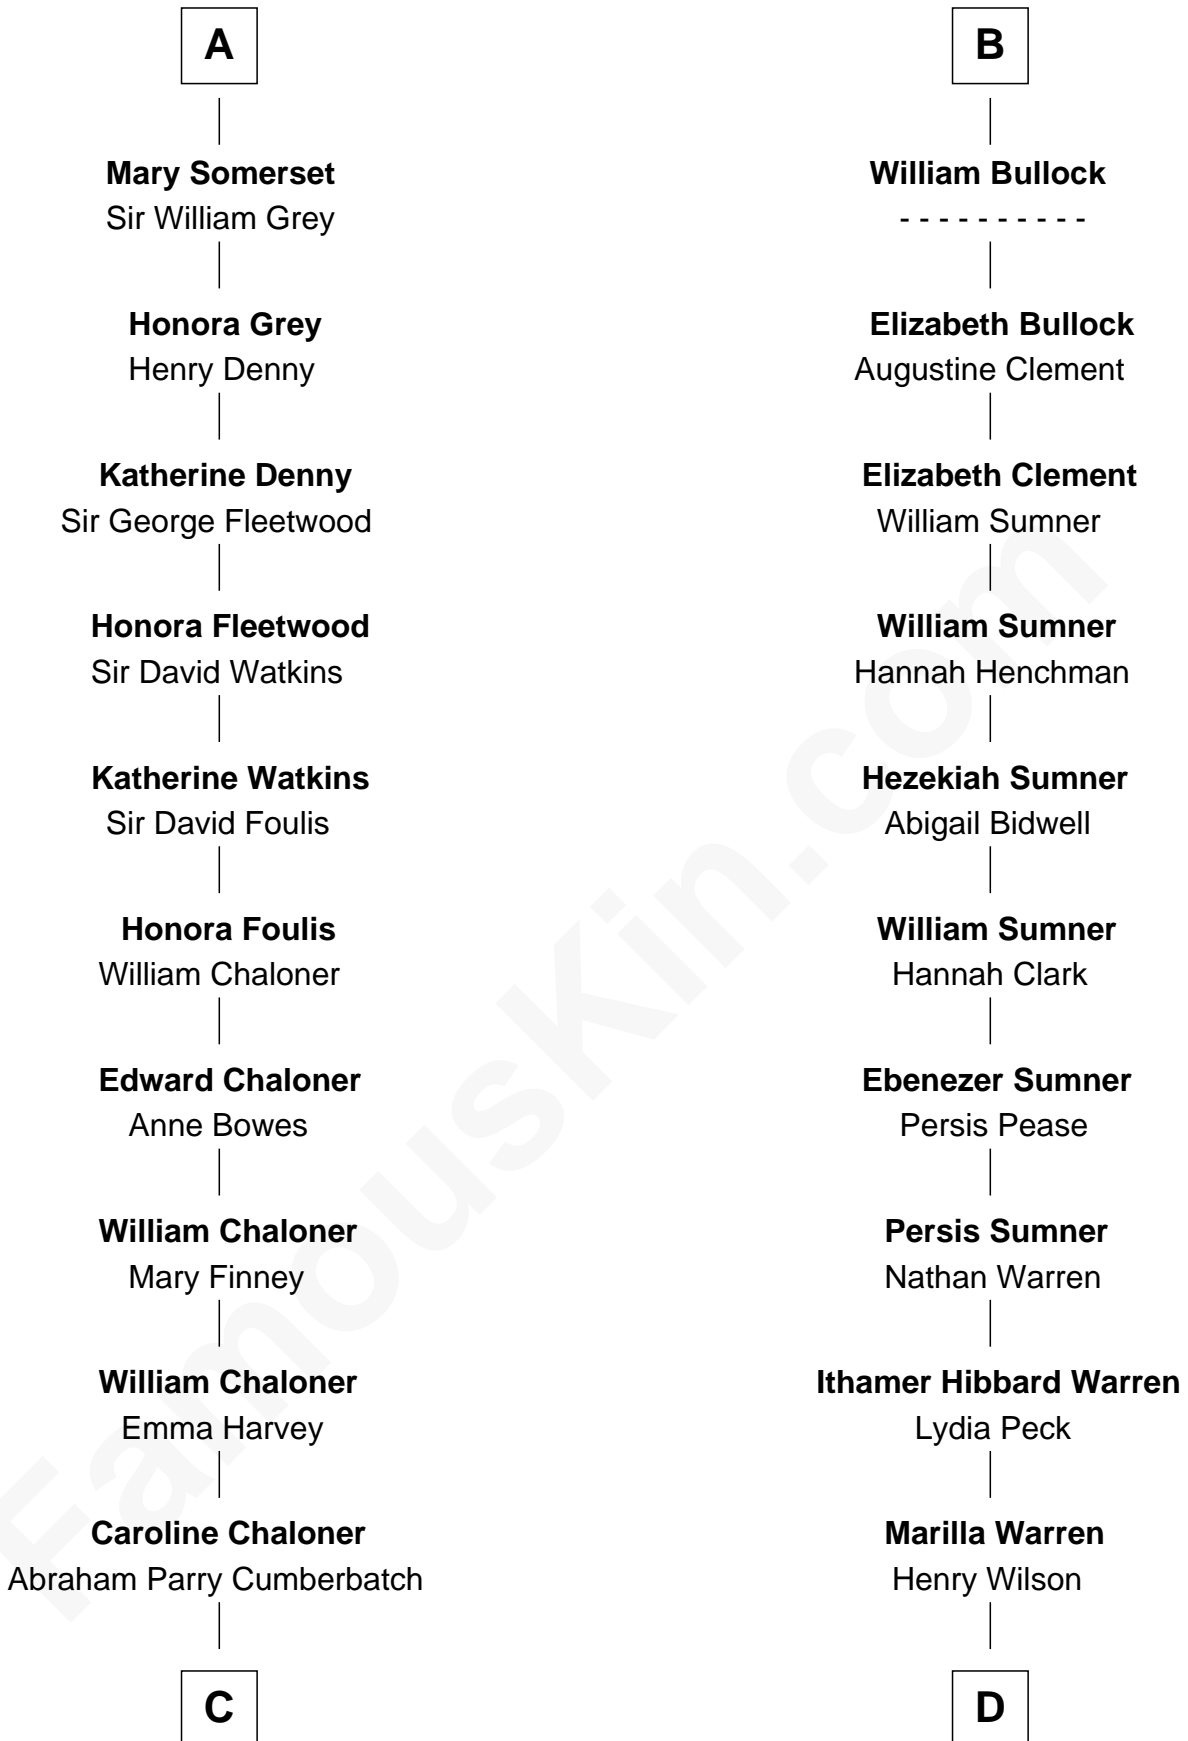 A
Mary Somerset
Sir William Grey
Honora Grey
Henry Denny
Katherine Denny
Sir George Fleetwood
Honora Fleetwood
Sir David Watkins
Katherine Watkins
Sir David Foulis
Honora Foulis
William Chaloner
Edward Chaloner
Anne Bowes
William Chaloner
Mary Finney
William Chaloner
Emma Harvey
Caroline Chaloner
Abraham Parry Cumberbatch
C
B
William Bullock
- - - - - - - - - -
Elizabeth Bullock
Augustine Clement
Elizabeth Clement
William Sumner
William Sumner
Hannah Henchman
Hezekiah Sumner
Abigail Bidwell
William Sumner
Hannah Clark
Ebenezer Sumner
Persis Pease
Persis Sumner
Nathan Warren
Ithamer Hibbard Warren
Lydia Peck
Marilla Warren
Henry Wilson
D
FamousKin.com